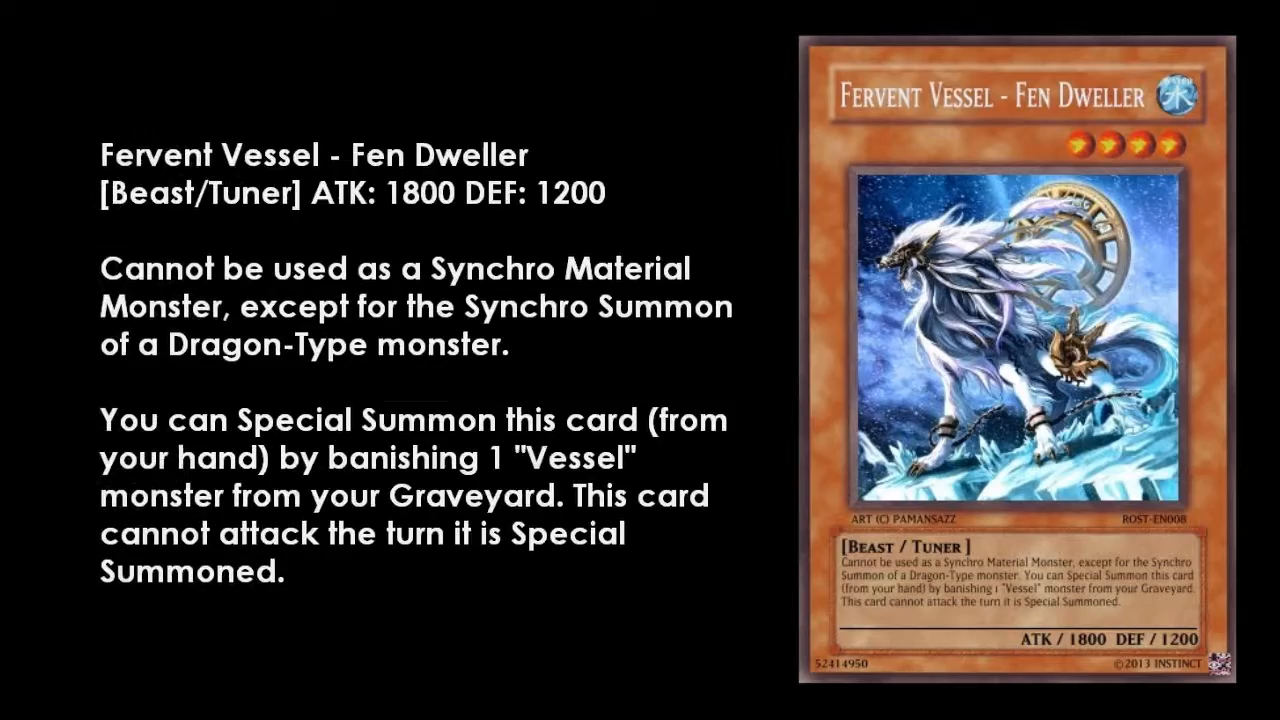 Fervent Vessel - Fen Dweller
[Beast/Tuner] ATK: 1800 DEF: 1200
Cannot be used as a Synchro Material
Monster, except for the Synchro Summon
of a Dragon-Type monster.
You can Special Summon this card (from
your hand) by banishing 1 "Vessel"
monster from your Graveyard. This card
cannot attack the turn it is Special
Summoned.
FERVENT VESSEL - FEN DWELLER
水
ART (C) PAMANSAZZ ROST-EN008
[BEAST / TUNER ]
Cannot be used as a Synchro Material Monster, except for the Synchro
Summon of a Dragon-Type monster. You can Special Summon this card
(from your hand) by banishing 1 "Vessel" monster from your Graveyard.
This card cannot attack the turn it is Special Summoned.
ATK / 1800 DEF / 1200
52414950 ©2013 INSTINCT